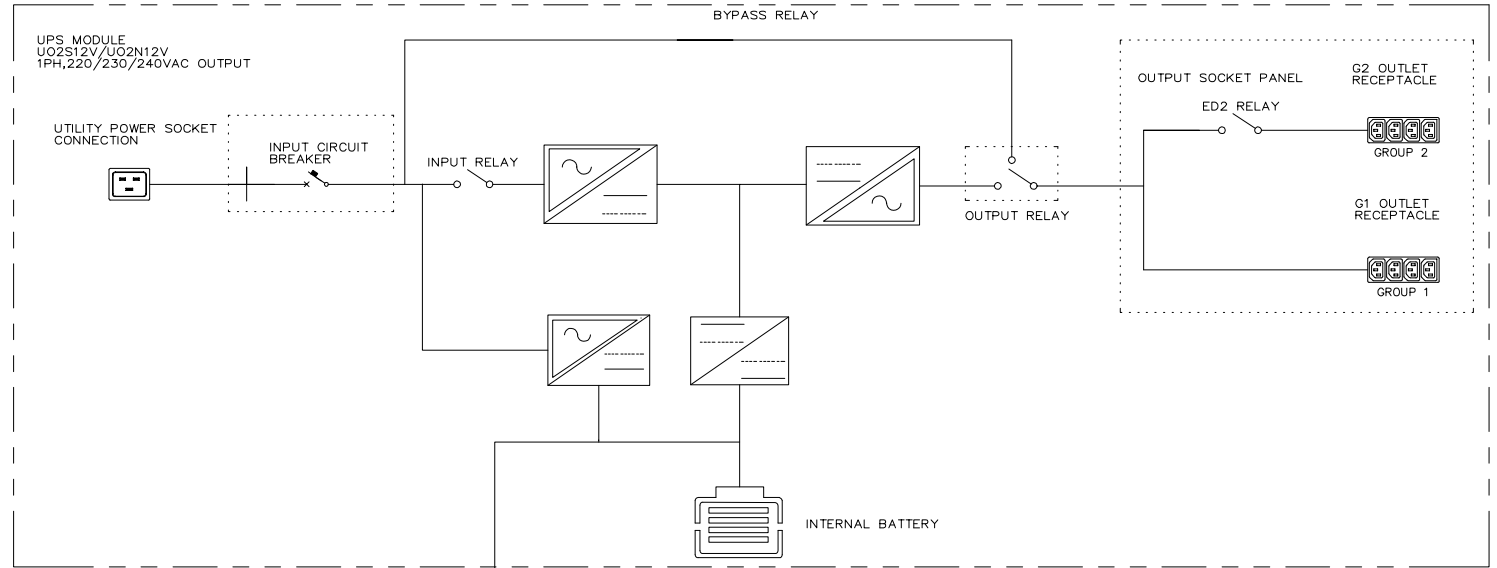 BYPASS RELAY
UPS MODULE
UO2S12V/UO2N12V
1PH,220/230/240VAC OUTPUT
G2 OUTLET
RECEPTACLE
OUTPUT SOCKET PANEL
ED2 RELAY
UTILITY POWER SOCKET
CONNECTION
INPUT CIRCUIT
BREAKER
INPUT RELAY
GROUP 2
G1 OUTLET
RECEPTACLE
OUTPUT RELAY
GROUP 1
INTERNAL BATTERY